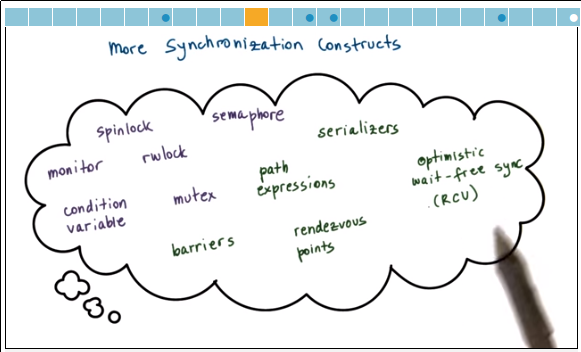 More Synchronization Constructs
spinlock
semaphore
serializers
monitor
rwlock
path
expressions
optimistic
wait-free sync
(RCU)
condition
variable
mutex
barriers
rendezvous
points